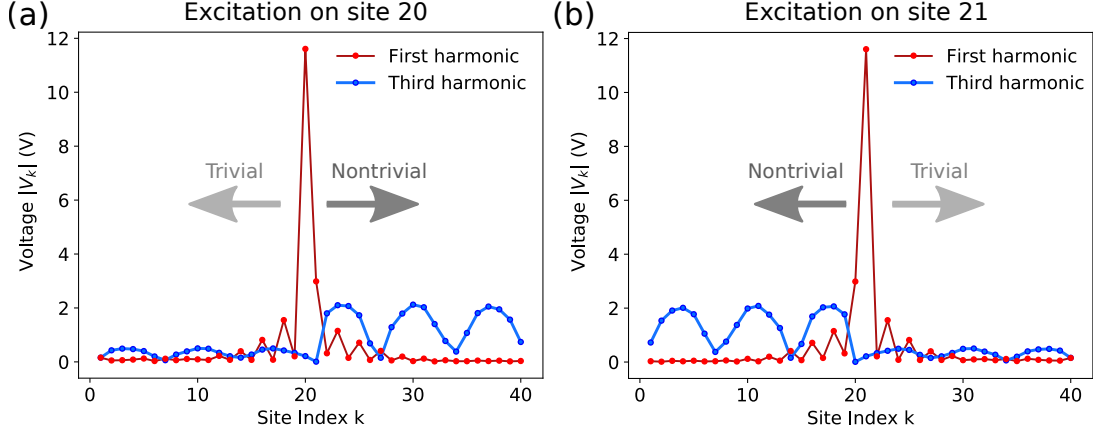 (a)
Excitation on site 20
12
10
8
6
4
2
0
Voltage |V_k| (V)
First harmonic
Third harmonic
Trivial
Nontrivial
0 10 20 30 40
Site Index k
(b)
Excitation on site 21
12
10
8
6
4
2
0
Voltage |V_k| (V)
First harmonic
Third harmonic
Nontrivial
Trivial
0 10 20 30 40
Site Index k